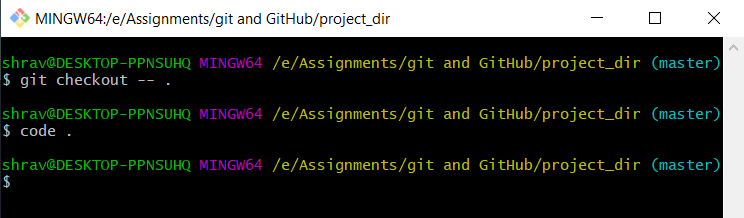 MINGW64:/e/Assignments/git and GitHub/project_dir
shrav@DESKTOP-PPNSUHQ MINGW64 /e/Assignments/git and GitHub/project_dir (master)
$ git checkout -- .
shrav@DESKTOP-PPNSUHQ MINGW64 /e/Assignments/git and GitHub/project_dir (master)
$ code .
shrav@DESKTOP-PPNSUHQ MINGW64 /e/Assignments/git and GitHub/project_dir (master)
$